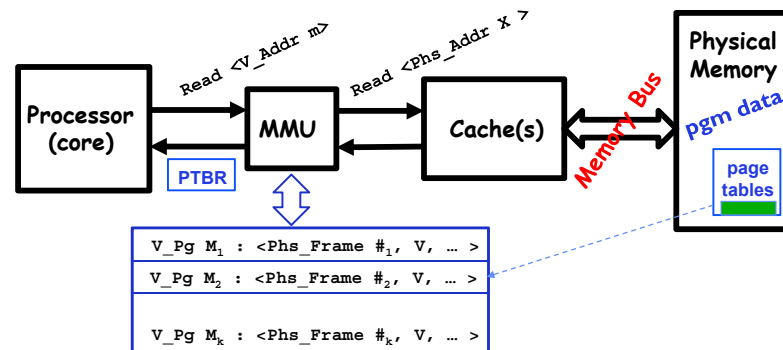 Read <V_Addr m>
Read <Phs_Addr X >
Processor
(core)
MMU
Cache(s)
Memory Bus
Physical
Memory
pgm data
PTBR
page
tables
V_Pg M₁ : <Phs_Frame #₁, V, … >
V_Pg M₂ : <Phs_Frame #₂, V, … >
V_Pg Mₖ : <Phs_Frame #ₖ, V, … >